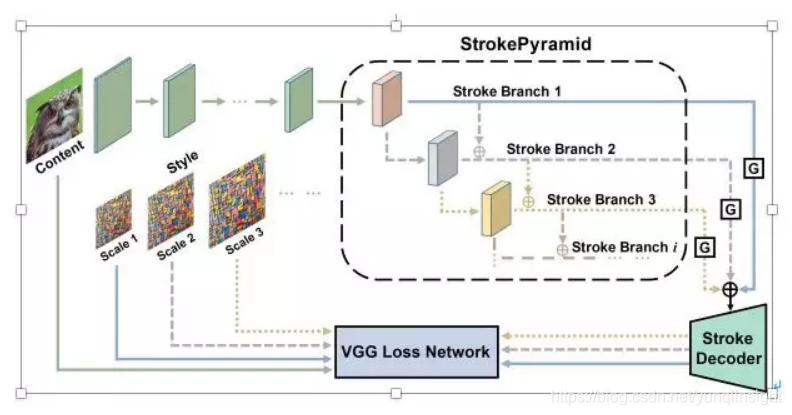 StrokePyramid
Stroke Branch 1
Stroke Branch 2
Stroke Branch 3
Stroke Branch i
Content
Style
Scale 1
Scale 2
Scale 3
... ...
G
G
G
VGG Loss Network
Stroke
Decoder
https://blog.csdn.net/yunqiinsight